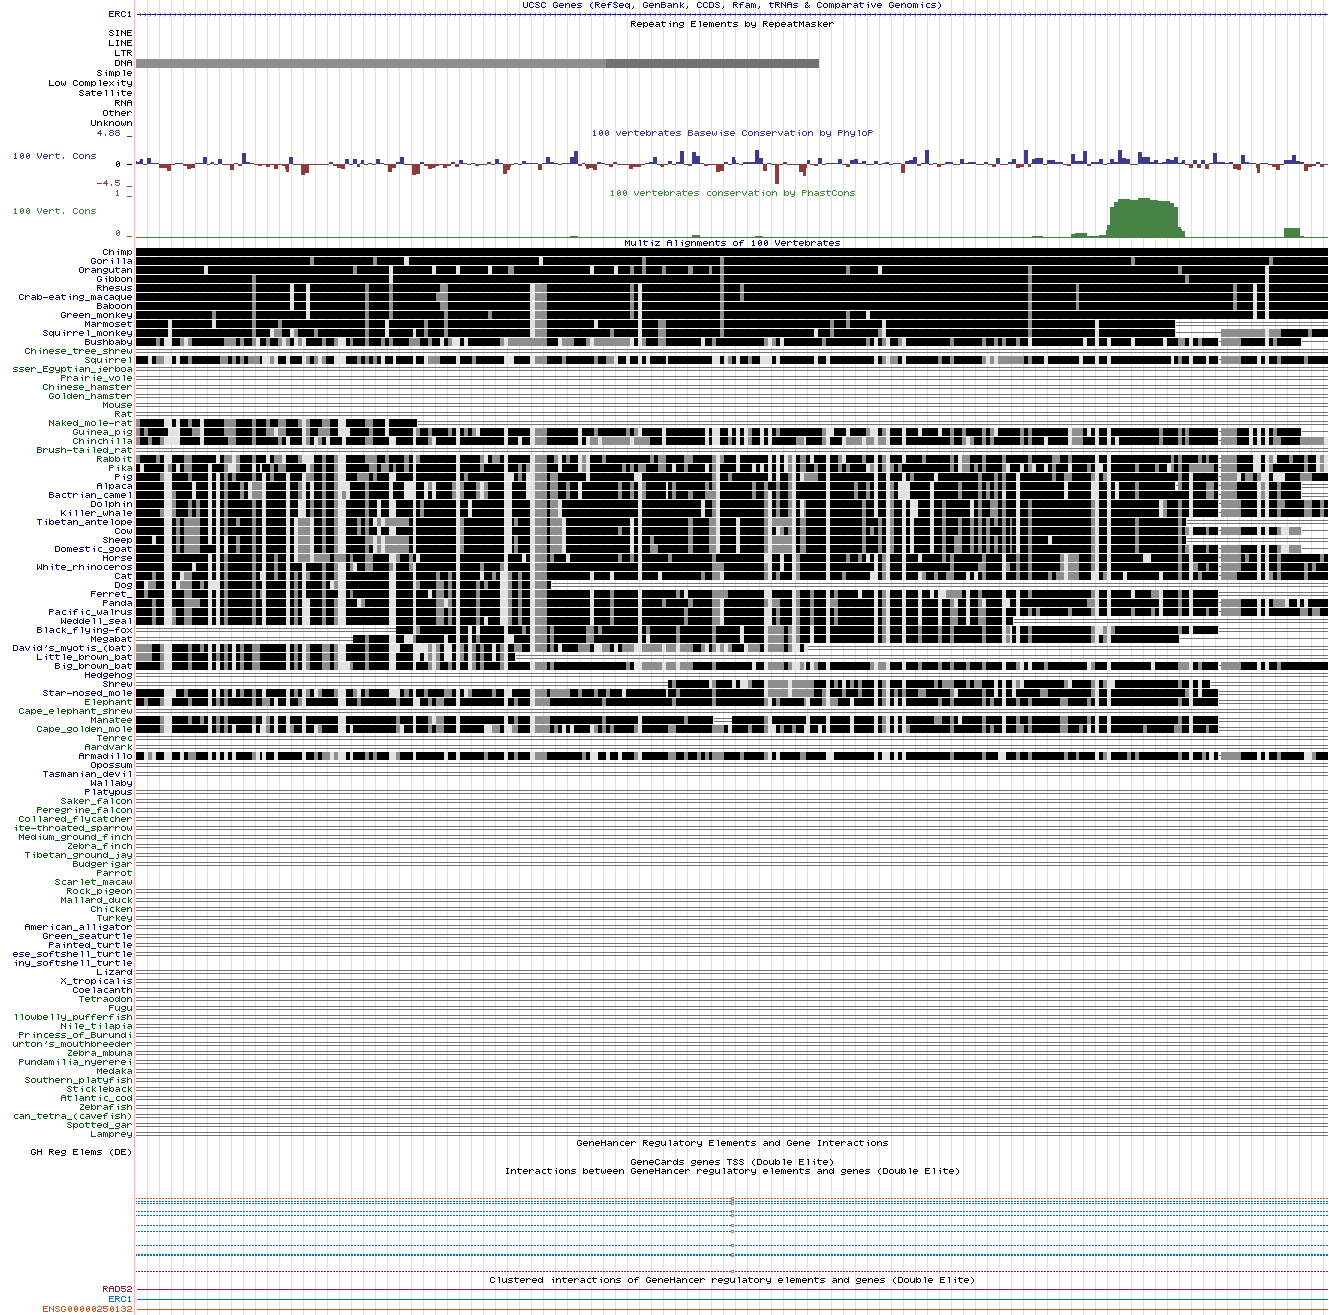 UCSC Genes (RefSeq, GenBank, CCDS, Rfam, tRNAs & Comparative Genomics)
ERC1
Repeating Elements by RepeatMasker
SINE
LINE
LTR
DNA
Simple
Low Complexity
Satellite
RNA
Other
Unknown
4.88 _
100 vertebrates Basewise Conservation by PhyloP
100 Vert. Cons
0 _
-4.5 _
1 _
100 vertebrates conservation by PhastCons
100 Vert. Cons
0 _
Multiz Alignments of 100 Vertebrates
Chimp
Gorilla
Orangutan
Gibbon
Rhesus
Crab-eating_macaque
Baboon
Green_monkey
Marmoset
Squirrel_monkey
Bushbaby
Chinese_tree_shrew
Squirrel
sser_Egyptian_jerboa
Prairie_vole
Chinese_hamster
Golden_hamster
Mouse
Rat
Naked_mole-rat
Guinea_pig
Chinchilla
Brush-tailed_rat
Rabbit
Pika
Pig
Alpaca
Bactrian_camel
Dolphin
Killer_whale
Tibetan_antelope
Cow
Sheep
Domestic_goat
Horse
White_rhinoceros
Cat
Dog
Ferret_
Panda
Pacific_walrus
Weddell_seal
Black_flying-fox
Megabat
David's_myotis_(bat)
Little_brown_bat
Big_brown_bat
Hedgehog
Shrew
Star-nosed_mole
Elephant
Cape_elephant_shrew
Manatee
Cape_golden_mole
Tenrec
Aardvark
Armadillo
Opossum
Tasmanian_devil
Wallaby
Platypus
Saker_falcon
Peregrine_falcon
Collared_flycatcher
ite-throated_sparrow
Medium_ground_finch
Zebra_finch
Tibetan_ground_jay
Budgerigar
Parrot
Scarlet_macaw
Rock_pigeon
Mallard_duck
Chicken
Turkey
American_alligator
Green_seaturtle
Painted_turtle
ese_softshell_turtle
iny_softshell_turtle
Lizard
X_tropicalis
Coelacanth
Tetraodon
Fugu
llowbelly_pufferfish
Nile_tilapia
Princess_of_Burundi
urton's_mouthbreeder
Zebra_mbuna
Pundamilia_nyererei
Medaka
Southern_platyfish
Stickleback
Atlantic_cod
Zebrafish
can_tetra_(cavefish)
Spotted_gar
Lamprey
GeneHancer Regulatory Elements and Gene Interactions
GH Reg Elems (DE)
GeneCards genes TSS (Double Elite)
Interactions between GeneHancer regulatory elements and genes (Double Elite)
Clustered interactions of GeneHancer regulatory elements and genes (Double Elite)
RAD52
ERC1
ENSG00000250132